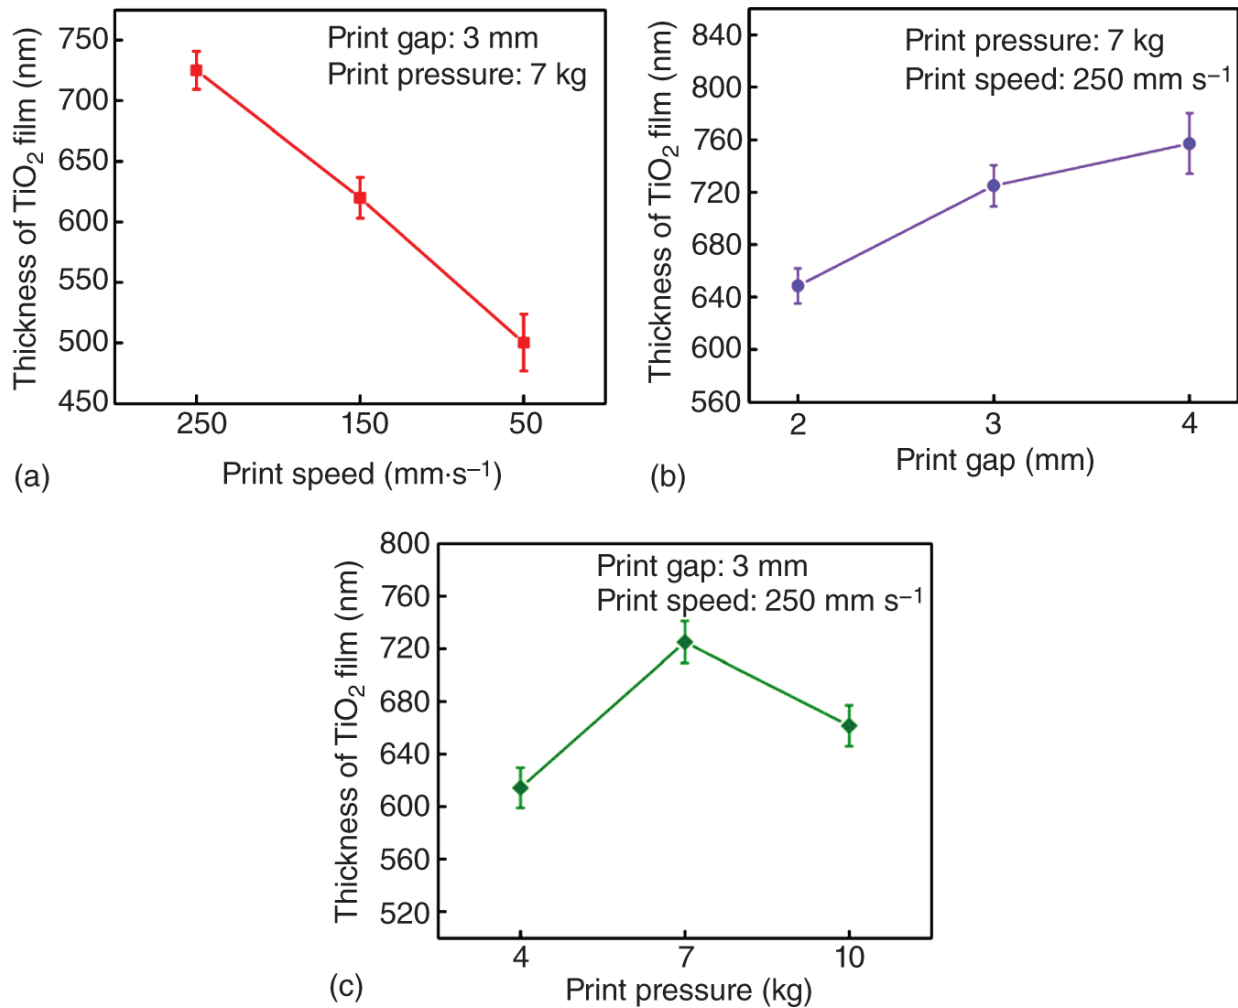 Thickness of TiO₂ film (nm)
750
700
650
600
550
500
450
Print gap: 3 mm
Print pressure: 7 kg
250
150
50
Print speed (mm·s⁻¹)
(a)
Thickness of TiO₂ film (nm)
840
800
760
720
680
640
600
560
Print pressure: 7 kg
Print speed: 250 mm s⁻¹
2
3
4
Print gap (mm)
(b)
Thickness of TiO₂ film (nm)
800
760
720
680
640
600
560
520
Print gap: 3 mm
Print speed: 250 mm s⁻¹
4
7
10
Print pressure (kg)
(c)